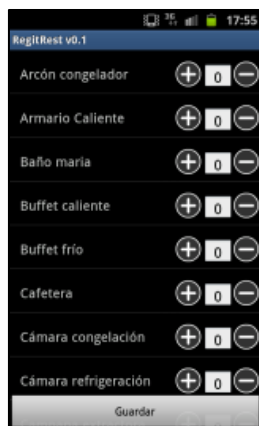 3G 17:55
RegitRest v0.1
Arcón congelador 0
Armario Caliente 0
Baño maria 0
Buffet caliente 0
Buffet frío 0
Cafetera 0
Cámara congelación 0
Cámara refrigeración 0
Guardar